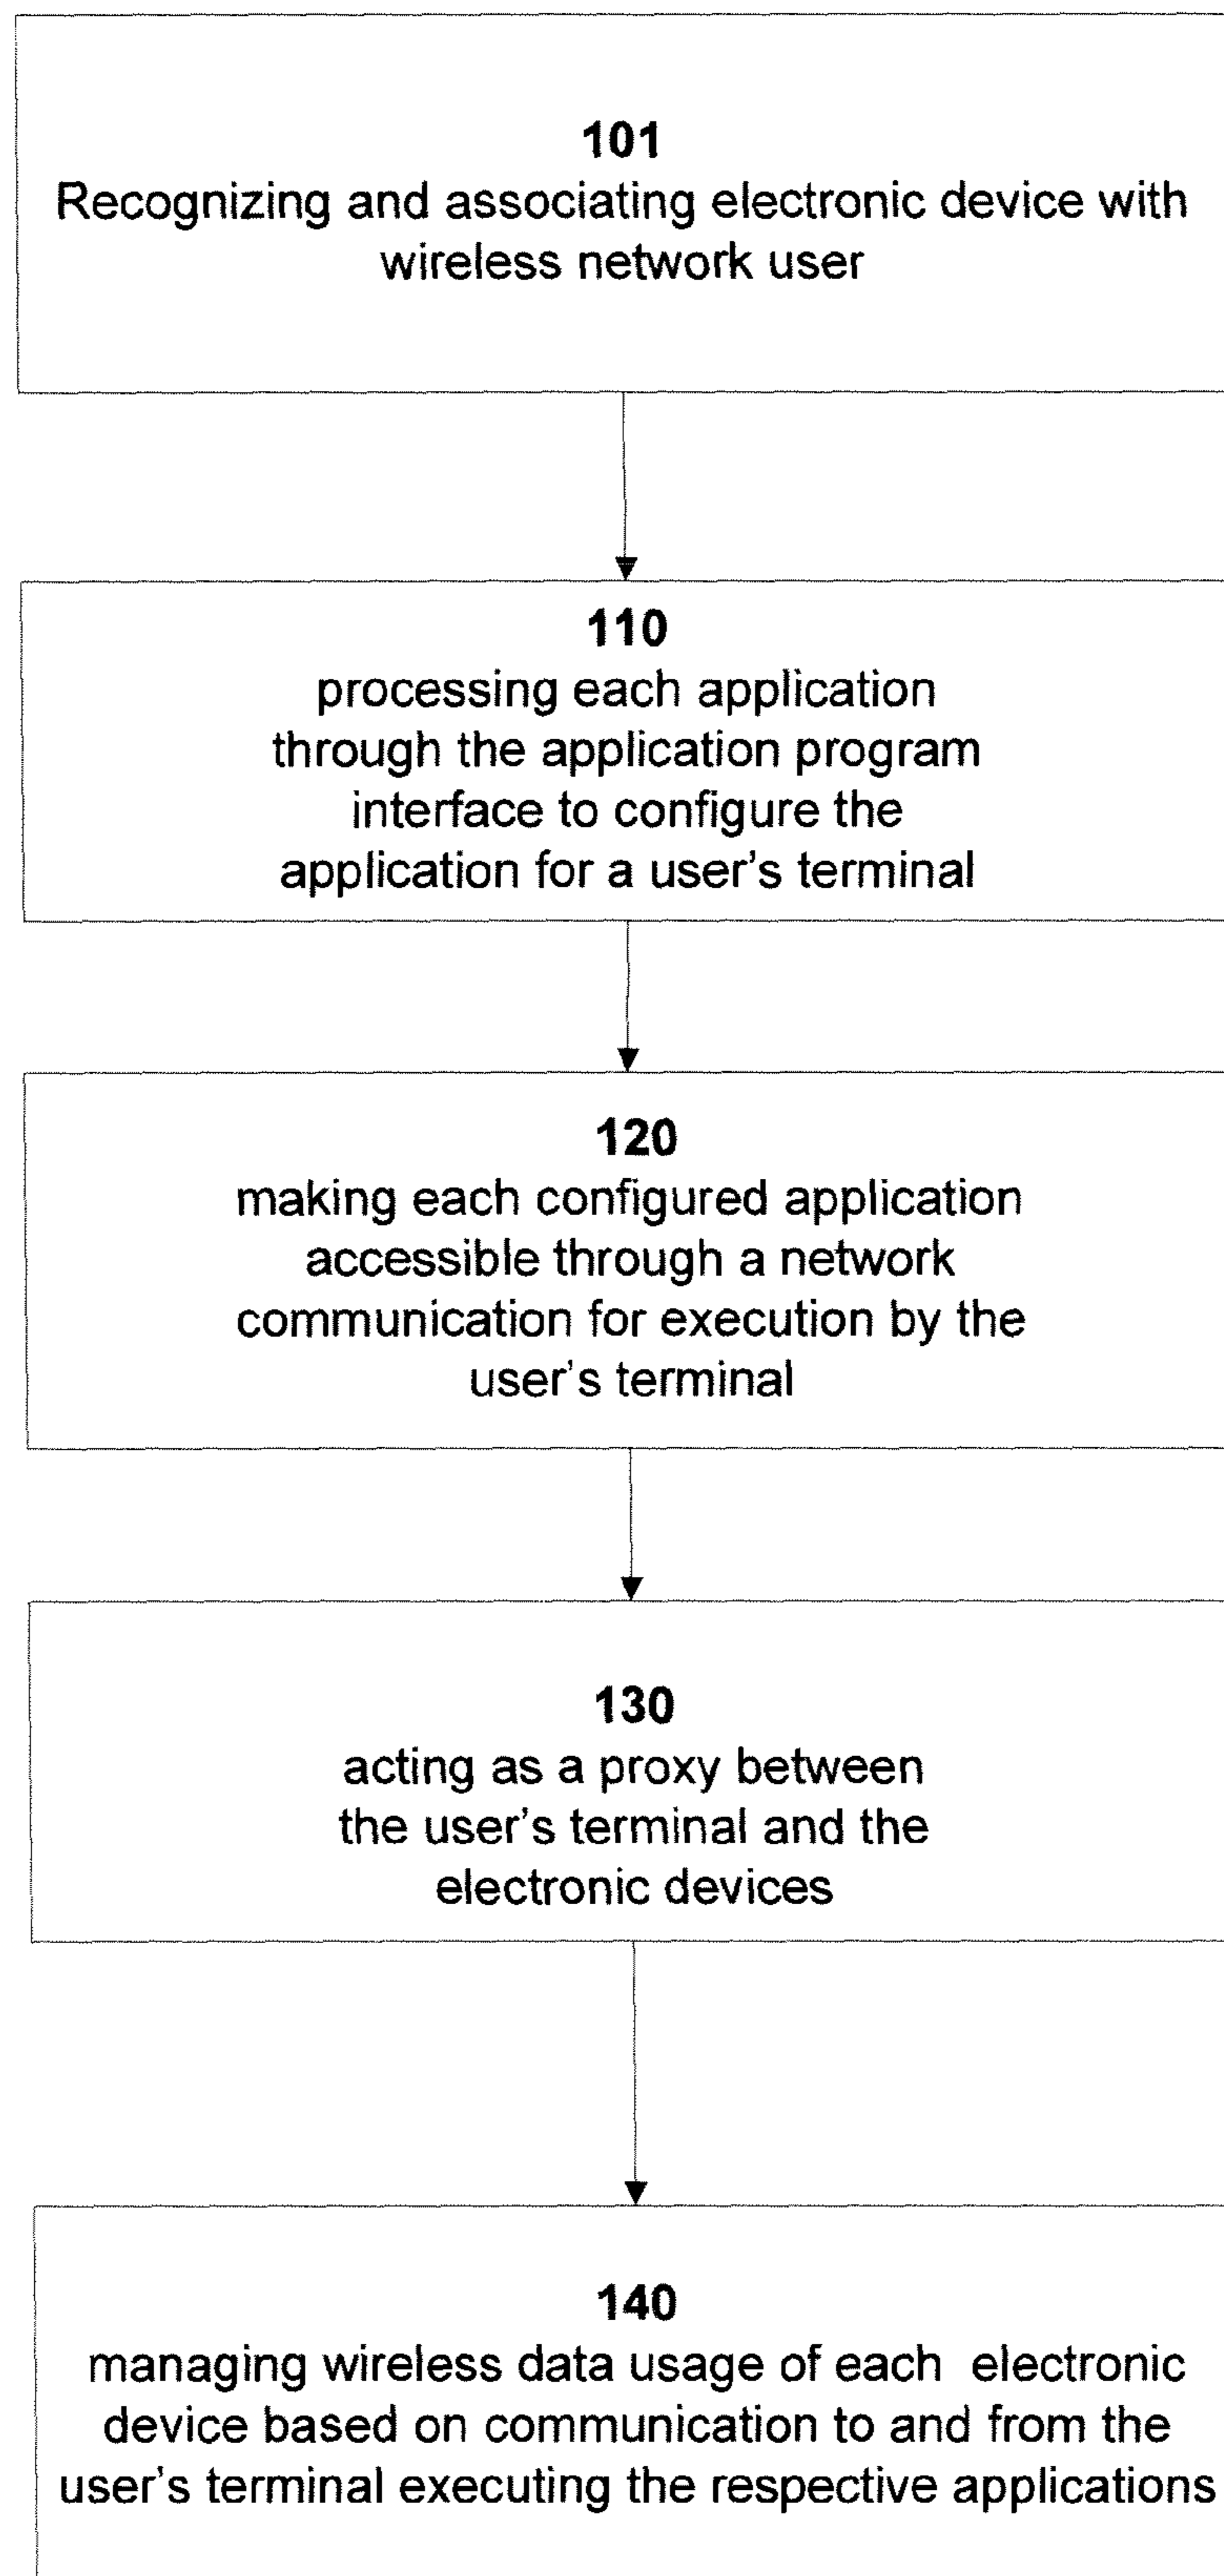 101
Recognizing and associating electronic device with
wireless network user
110
processing each application
through the application program
interface to configure the
application for a user's terminal
120
making each configured application
accessible through a network
communication for execution by the
user's terminal
130
acting as a proxy between
the user's terminal and the
electronic devices
140
managing wireless data usage of each electronic
device based on communication to and from the
user's terminal executing the respective applications